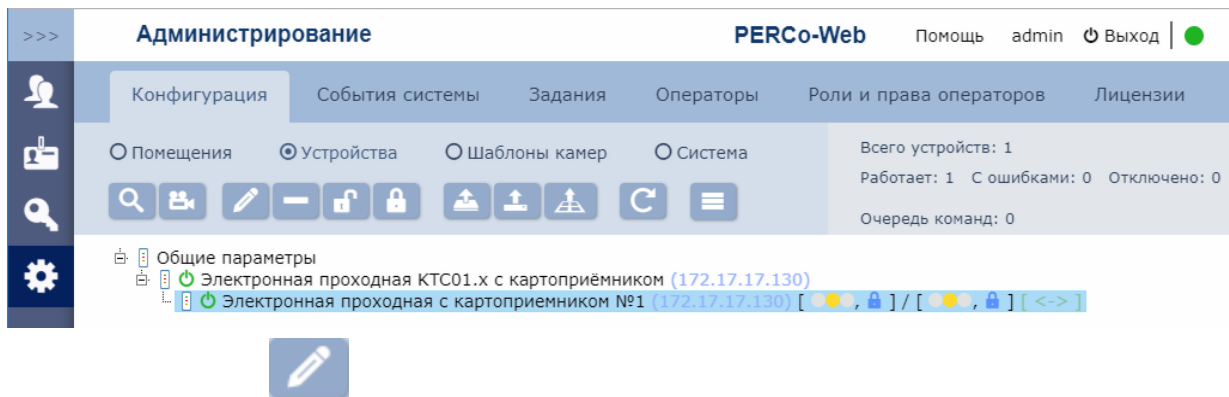 >>> Администрирование PERCo-Web Помощь admin Выход
Конфигурация События системы Задания Операторы Роли и права операторов Лицензии
Помещения Устройства Шаблоны камер Система
Всего устройств: 1
Работает: 1 С ошибками: 0 Отключено: 0
Очередь команд: 0
Общие параметры
Электронная проходная KTC01.x с картоприёмником (172.17.17.130)
Электронная проходная с картоприемником №1 (172.17.17.130) [ , ] / [ , ] [ <-> ]